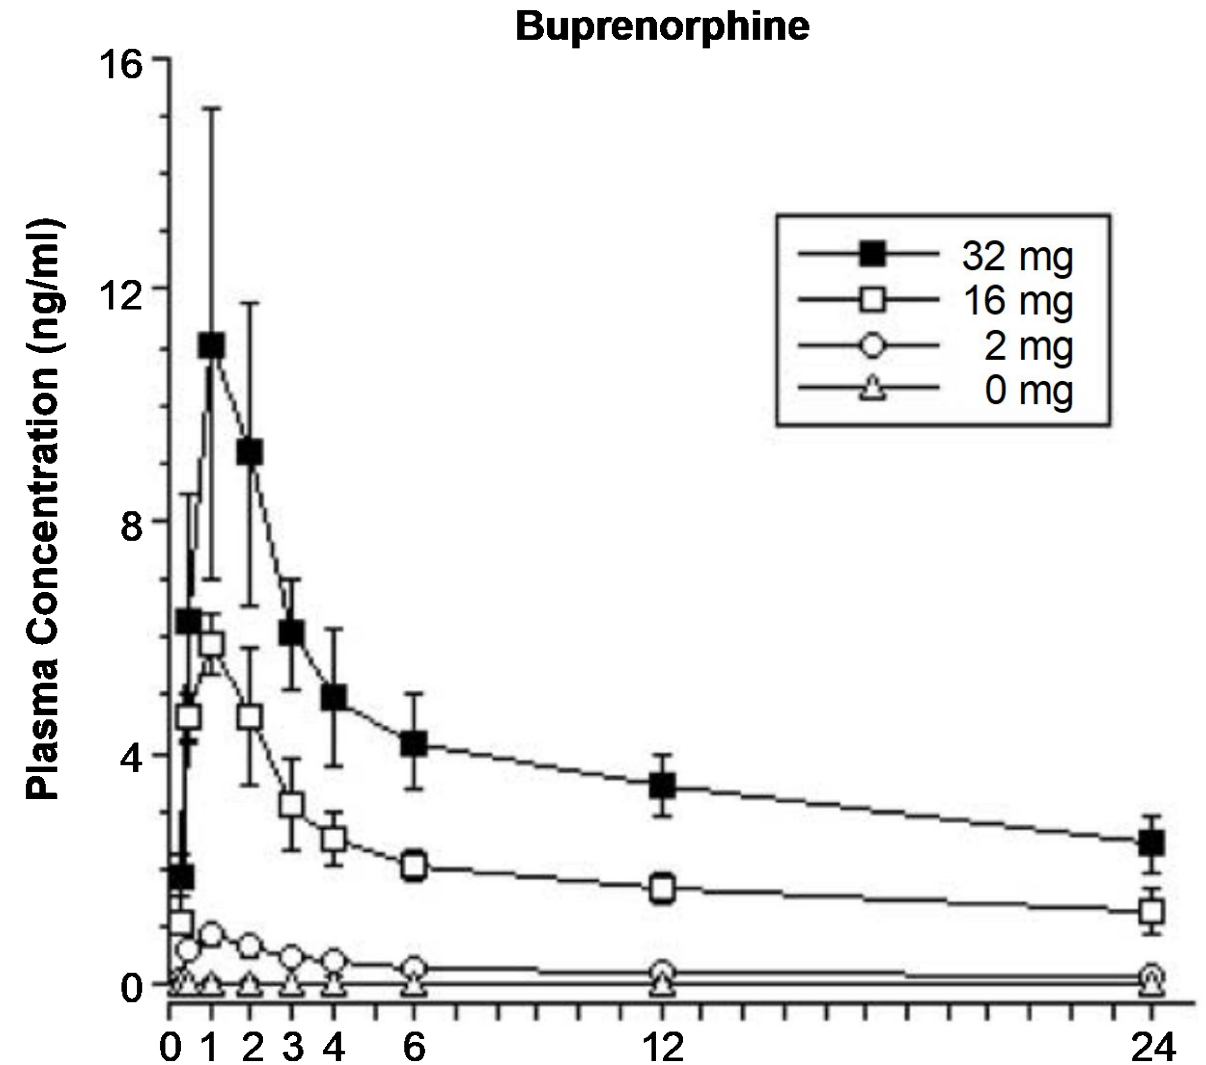 Buprenorphine
Plasma Concentration (ng/ml)
16
12
8
4
0
32 mg
16 mg
2 mg
0 mg
0 1 2 3 4 6 12 24